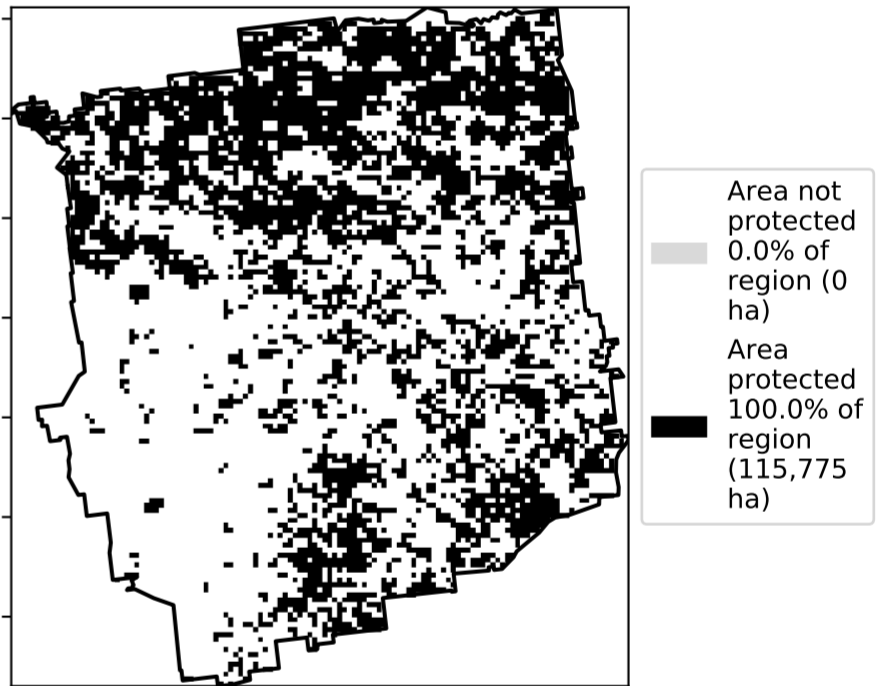 Area not
protected
0.0% of
region (0
ha)
Area
protected
100.0% of
region
(115,775
ha)